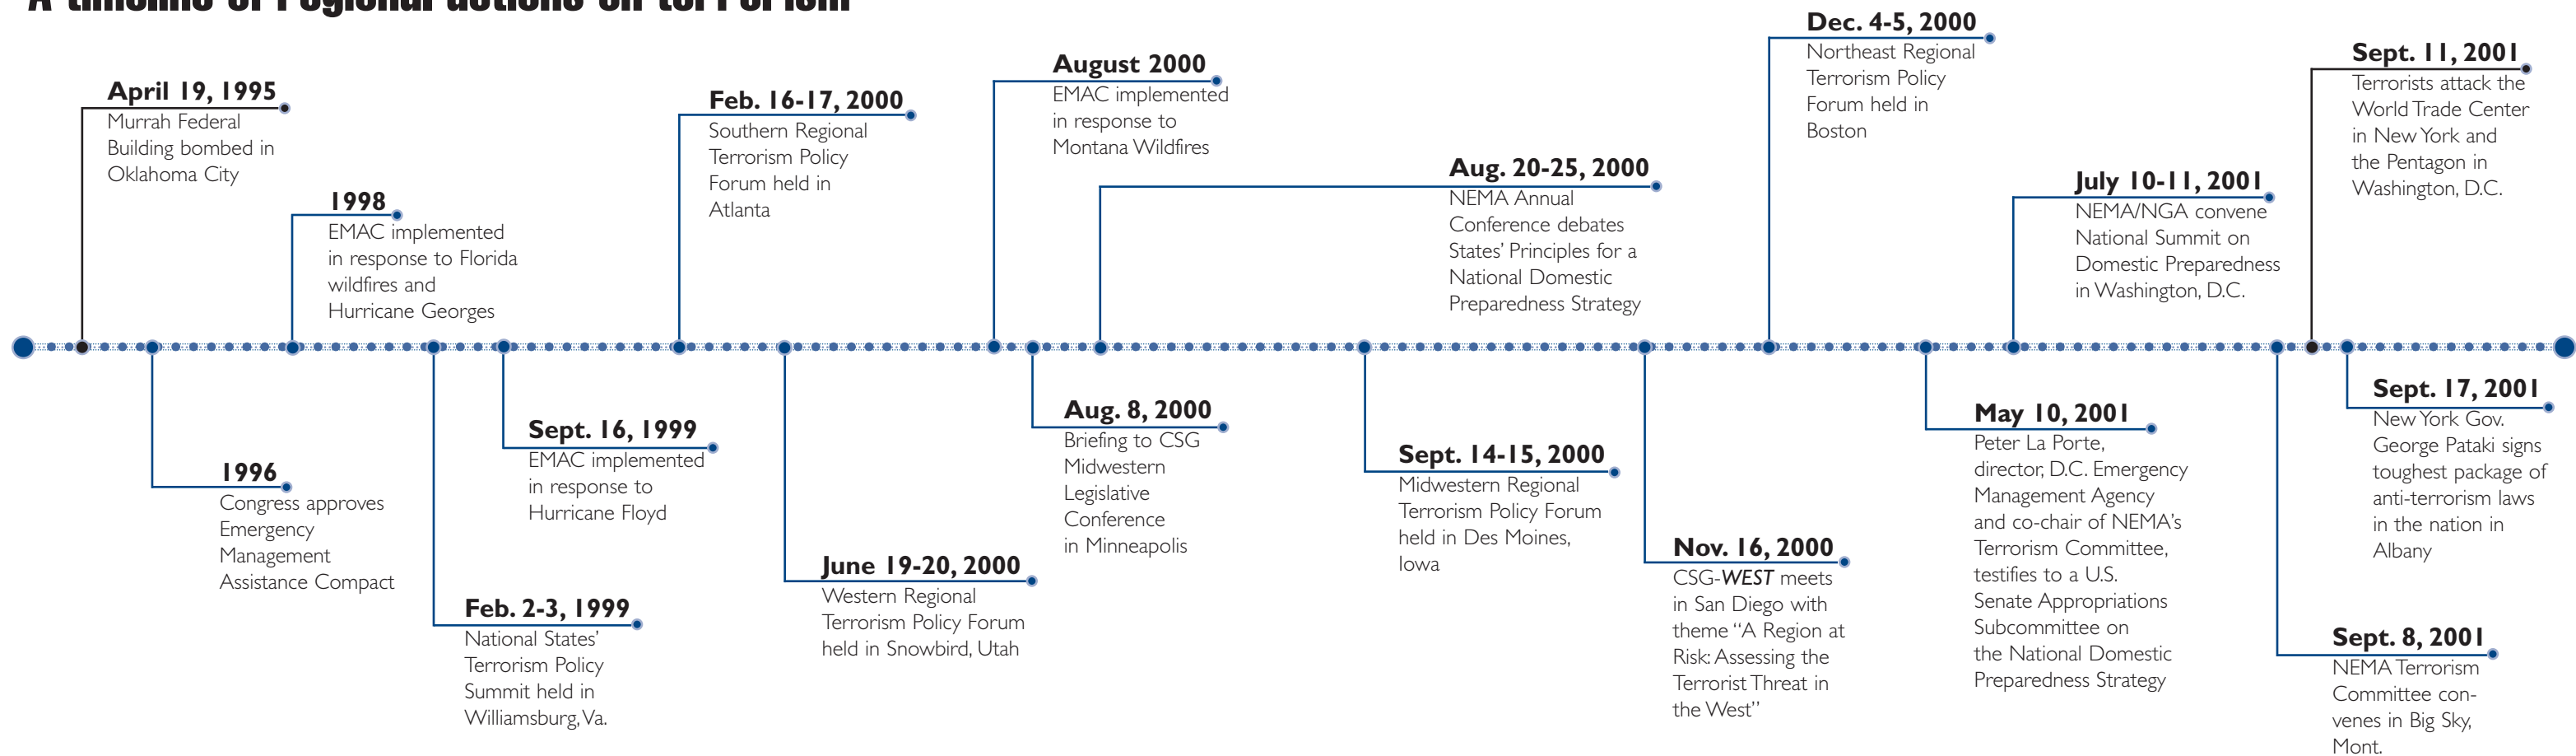 A timeline of regional actions on terrorism
April 19, 1995
Murrah Federal
Building bombed in
Oklahoma City
1996
Congress approves
Emergency
Management
Assistance Compact
1998
EMAC implemented
in response to Florida
wildfires and
Hurricane Georges
Feb. 2-3, 1999
National States’
Terrorism Policy
Summit held in
Williamsburg, Va.
Sept. 16, 1999
EMAC implemented
in response to
Hurricane Floyd
Feb. 16-17, 2000
Southern Regional
Terrorism Policy
Forum held in
Atlanta
June 19-20, 2000
Western Regional
Terrorism Policy Forum
held in Snowbird, Utah
August 2000
EMAC implemented
in response to
Montana Wildfires
Aug. 8, 2000
Briefing to CSG
Midwestern
Legislative
Conference
in Minneapolis
Aug. 20-25, 2000
NEMA Annual
Conference debates
States’ Principles for a
National Domestic
Preparedness Strategy
Sept. 14-15, 2000
Midwestern Regional
Terrorism Policy Forum
held in Des Moines,
Iowa
Nov. 16, 2000
CSG-WEST meets
in San Diego with
theme “A Region at
Risk: Assessing the
Terrorist Threat in
the West”
Dec. 4-5, 2000
Northeast Regional
Terrorism Policy
Forum held in
Boston
May 10, 2001
Peter La Porte,
director, D.C. Emergency
Management Agency
and co-chair of NEMA’s
Terrorism Committee,
testifies to a U.S.
Senate Appropriations
Subcommittee on
the National Domestic
Preparedness Strategy
July 10-11, 2001
NEMA/NGA convene
National Summit on
Domestic Preparedness
in Washington, D.C.
Sept. 8, 2001
NEMA Terrorism
Committee con-
venes in Big Sky,
Mont.
Sept. 11, 2001
Terrorists attack the
World Trade Center
in New York and
the Pentagon in
Washington, D.C.
Sept. 17, 2001
New York Gov.
George Pataki signs
toughest package of
anti-terrorism laws
in the nation in
Albany